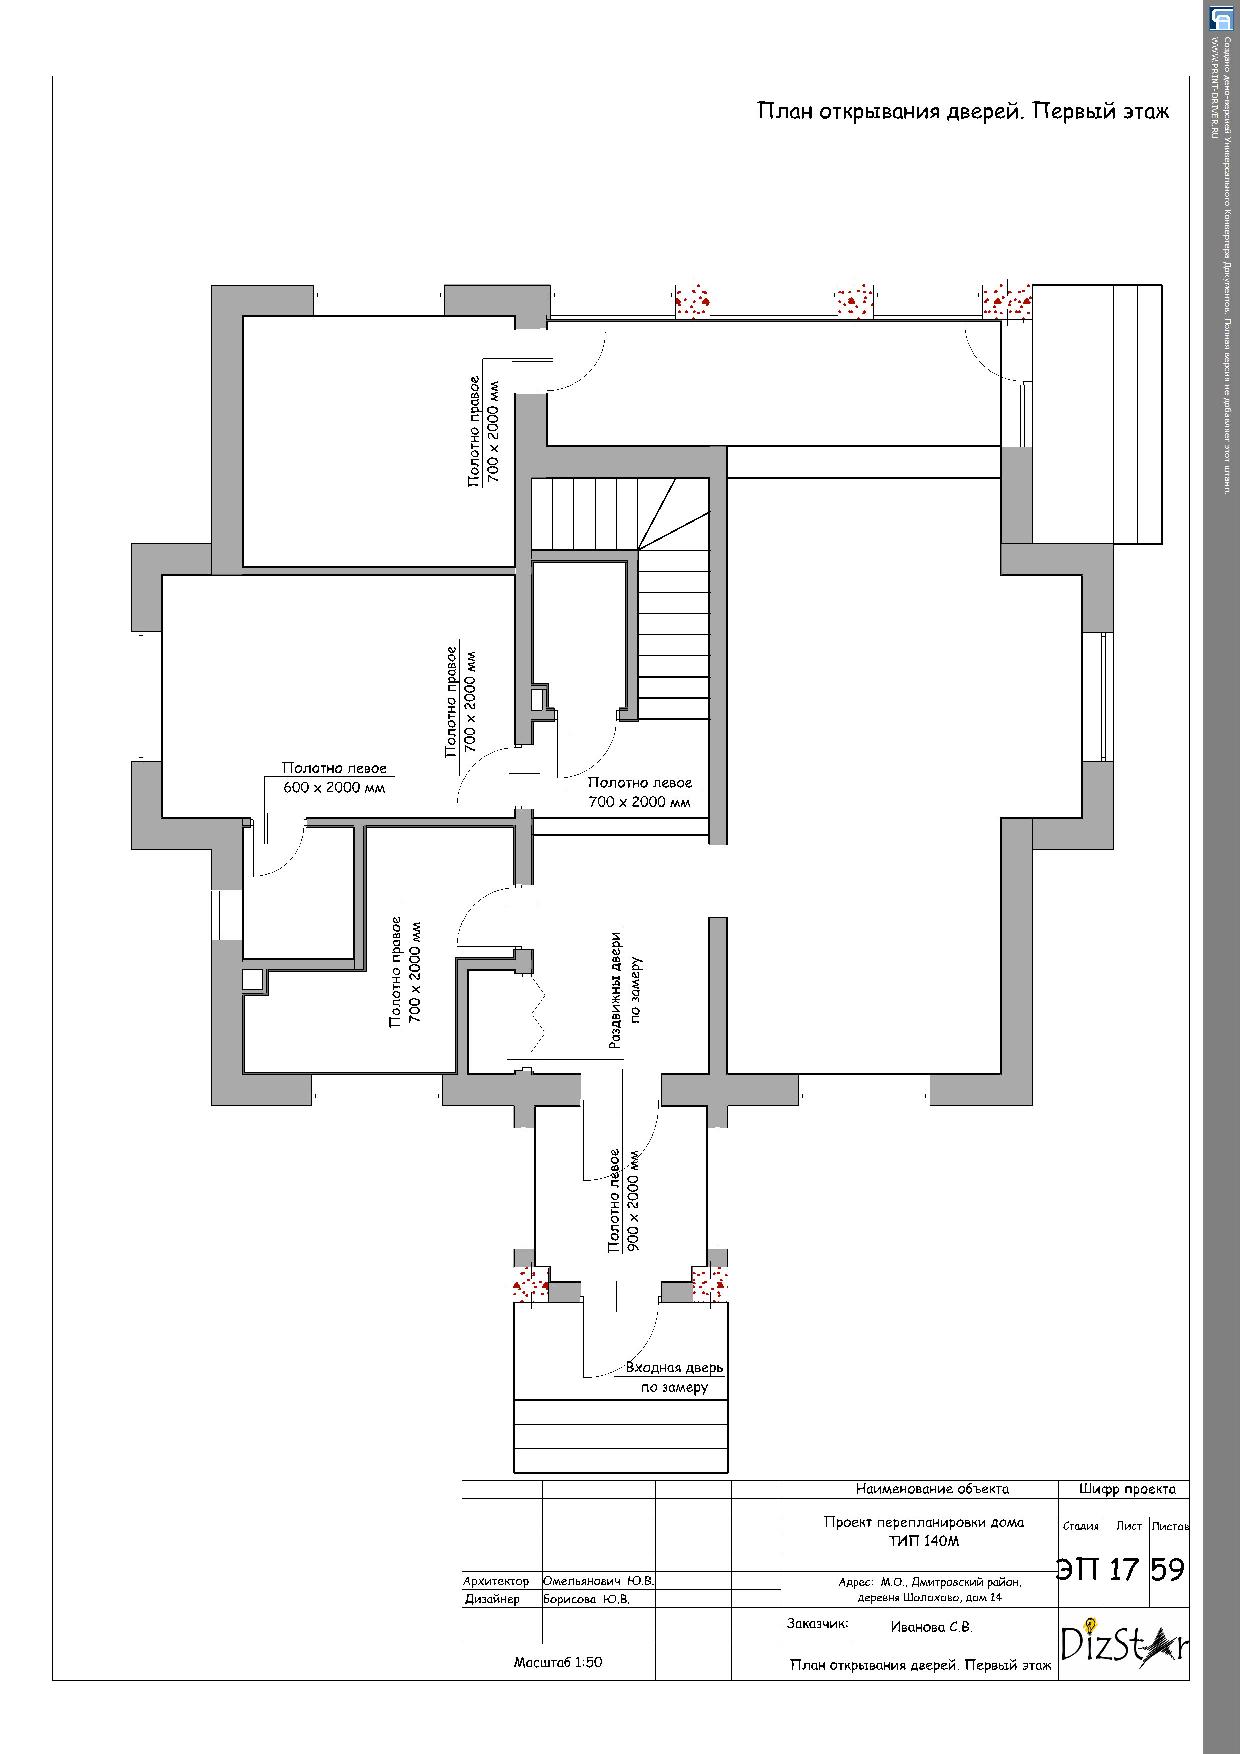 Создано демо-версией Универсального Конвертера Документов. Полная версия не добавляет этот штамп.
WWW.PRINT-DRIVER.RU
План открывания дверей. Первый этаж
Полотно правое
700 x 2000 мм
Полотно правое
700 x 2000 мм
Полотно левое
600 x 2000 мм
Полотно левое
700 x 2000 мм
Полотно правое
700 x 2000 мм
Раздвижны двери
по замеру
Полотно левое
900 x 2000 мм
Входная дверь
по замеру
Наименование объекта
Шифр проекта
Проект перепланировки дома
ТИП 140М
Стадия Лист Листов
ЭП 17 59
Архитектор Омельянович Ю.В.
Дизайнер Борисова Ю.В.
Адрес: М.О., Дмитровский район,
деревня Шолохово, дом 14
Заказчик: Иванова С.В.
Масштаб 1:50
План открывания дверей. Первый этаж
DizStar